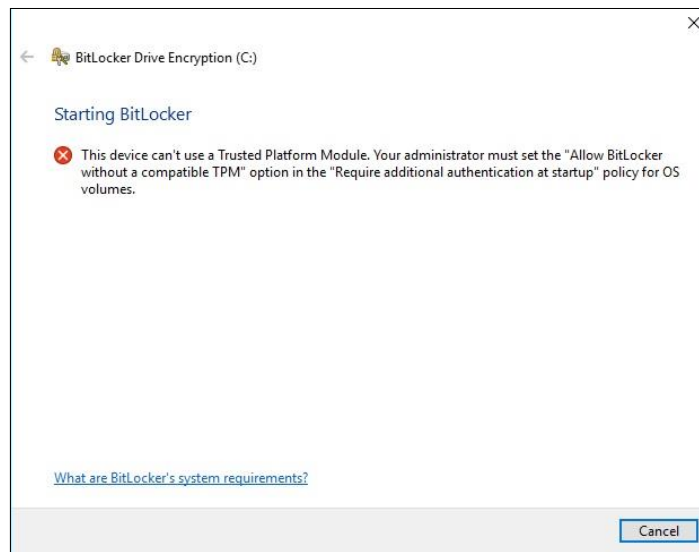 BitLocker Drive Encryption (C:)
Starting BitLocker
This device can't use a Trusted Platform Module. Your administrator must set the "Allow BitLocker
without a compatible TPM" option in the "Require additional authentication at startup" policy for OS
volumes.
What are BitLocker's system requirements?
Cancel